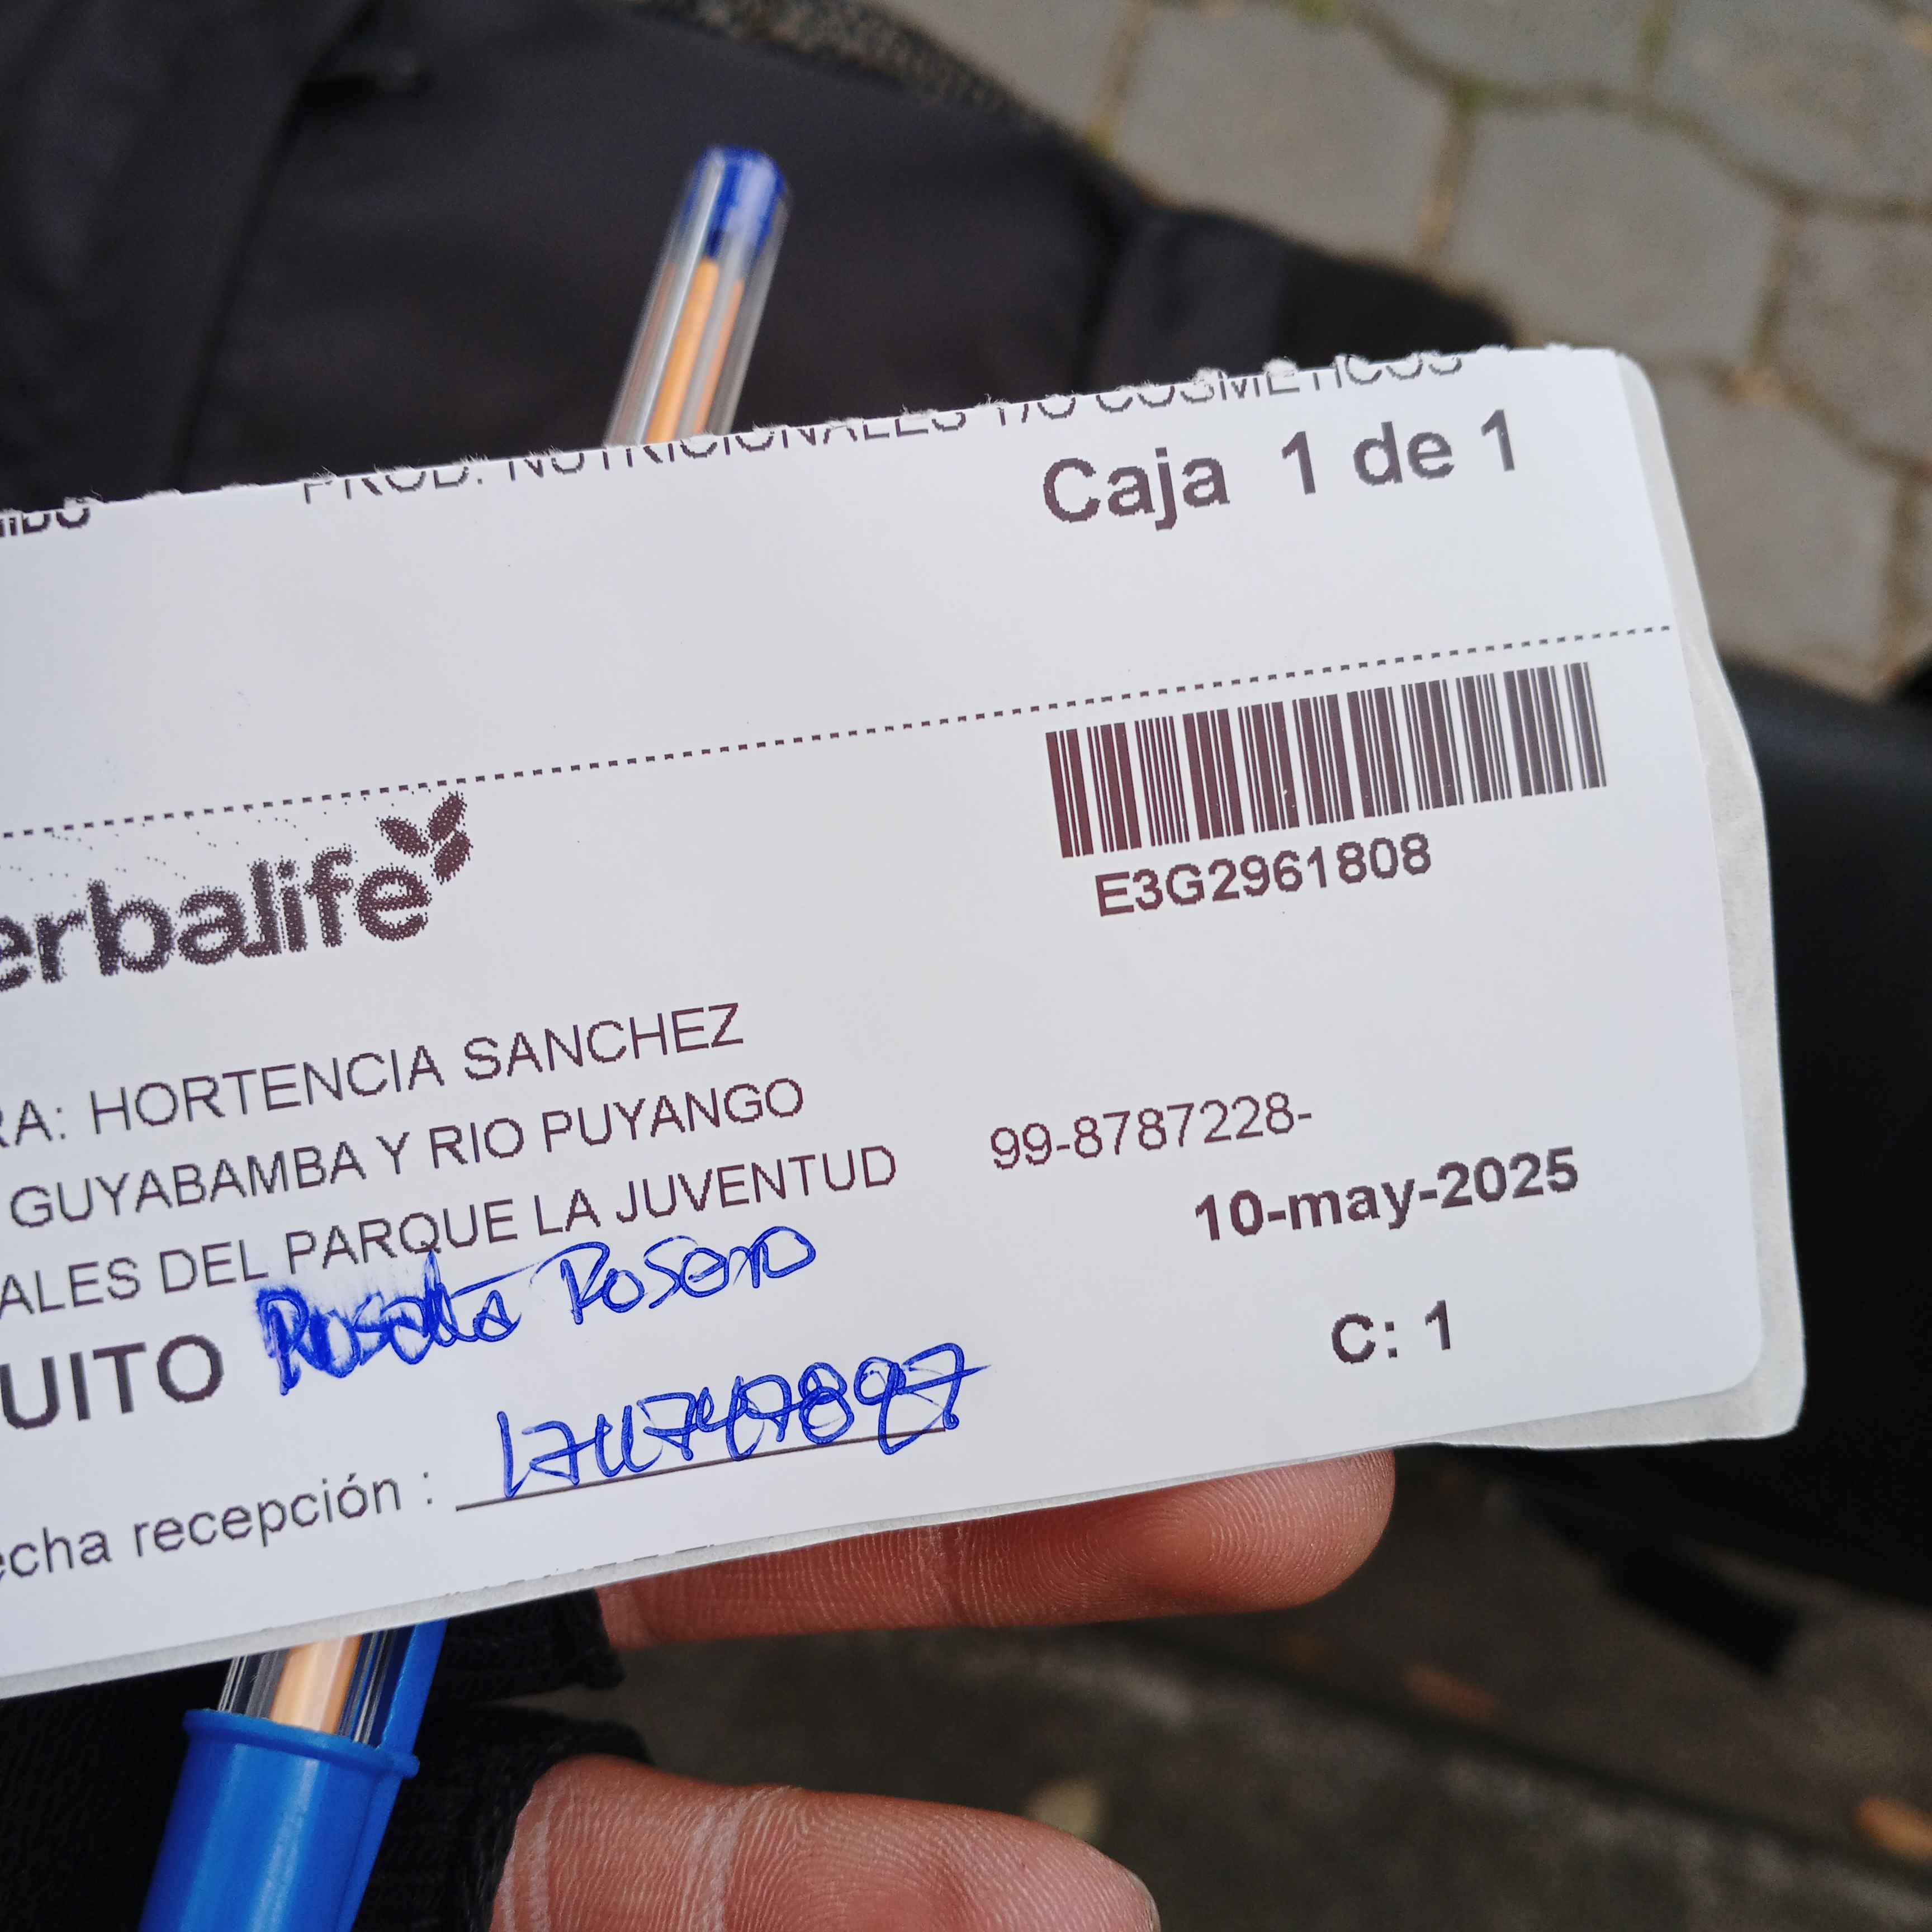 PROD. NUTRICIONALES Y/O COSMETICOS
Caja 1 de 1
erbalife
E3G2961808
RA: HORTENCIA SANCHEZ
GUYABAMBA Y RIO PUYANGO
99-8787228-
ALES DEL PARQUE LA JUVENTUD
10-may-2025
UITO Rosero
C: 1
echa recepción :